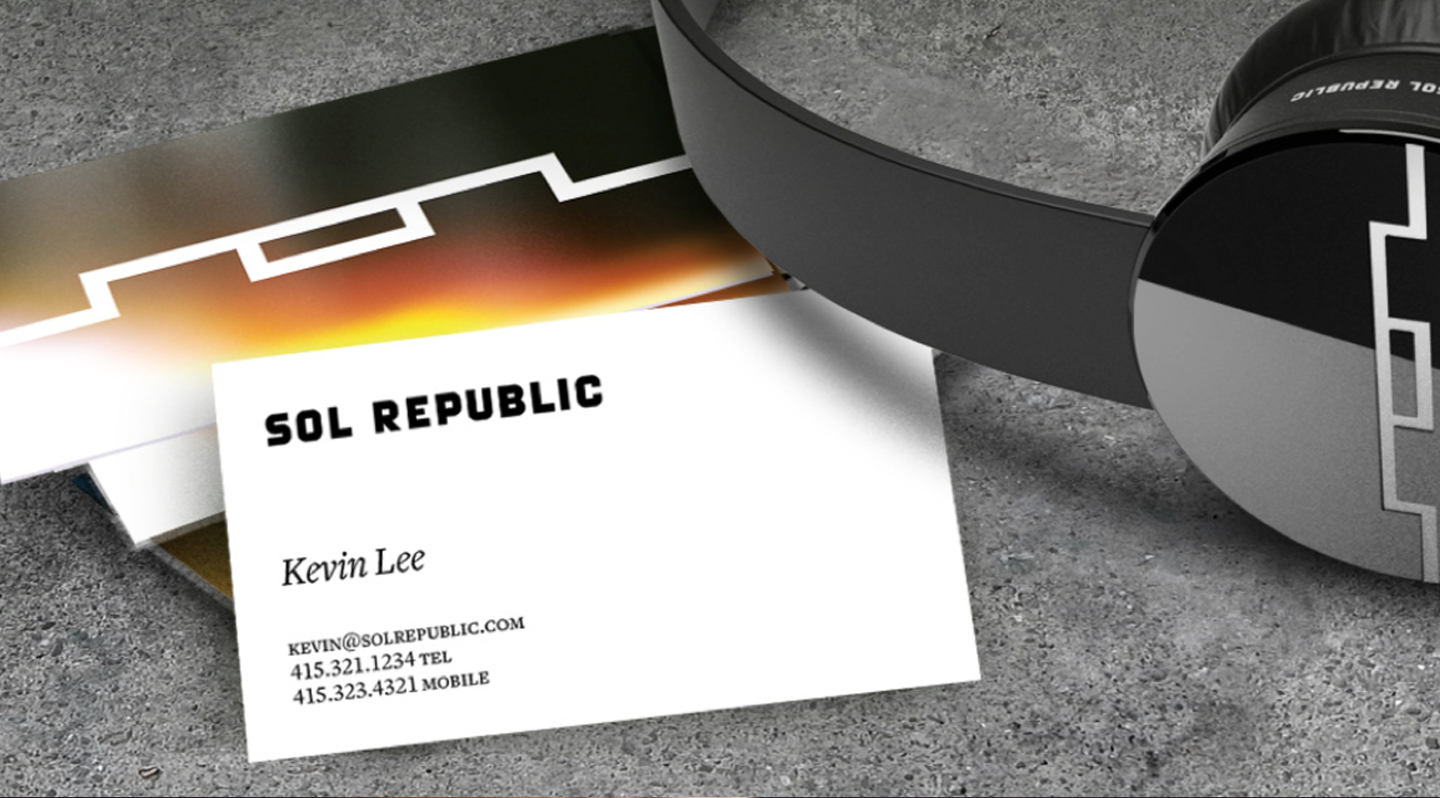 SOL REPUBLIC
SOL REPUBLIC
Kevin Lee
KEVIN@SOLREPUBLIC.COM
415.321.1234 TEL
415.323.4321 MOBILE